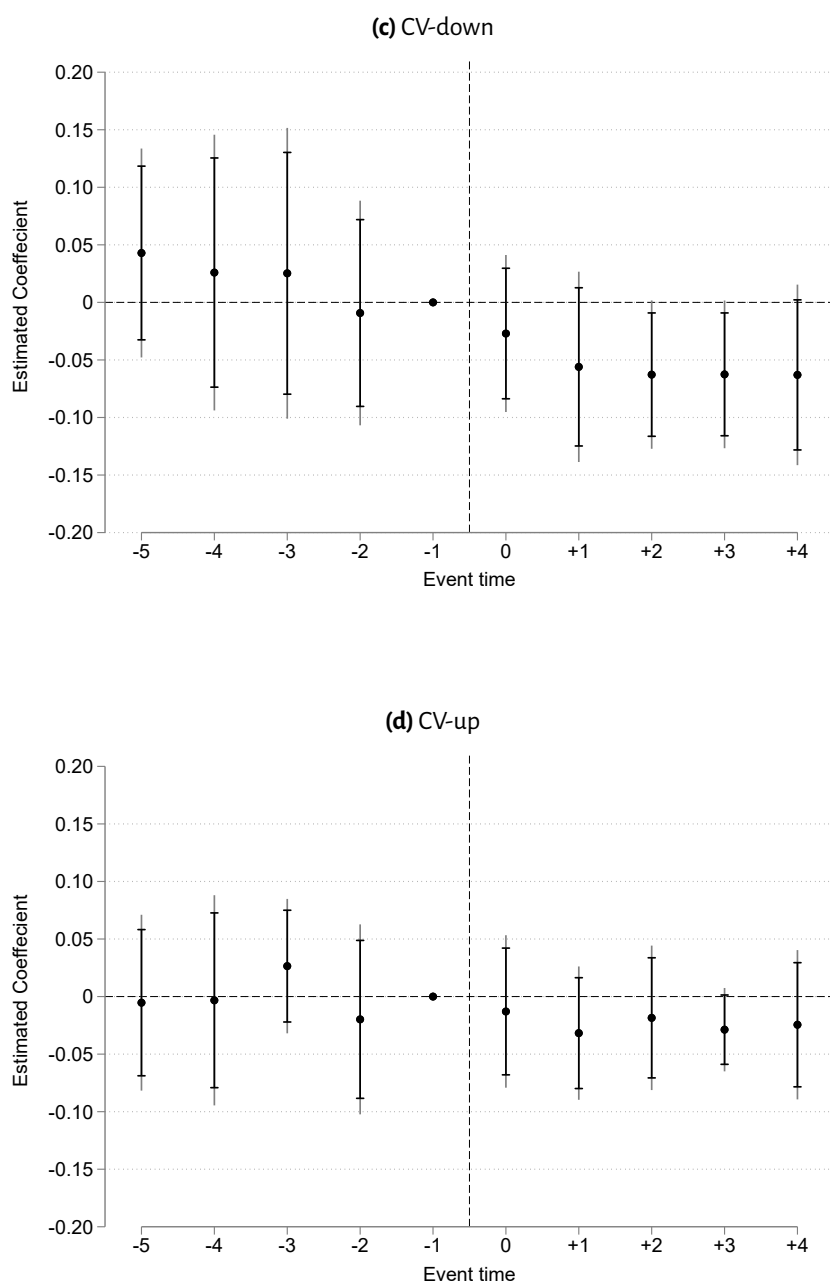 (c) CV-down
Estimated Coeffecient
0.20
0.15
0.10
0.05
0
-0.05
-0.10
-0.15
-0.20
-5 -4 -3 -2 -1 0 +1 +2 +3 +4
Event time
(d) CV-up
Estimated Coeffecient
0.20
0.15
0.10
0.05
0
-0.05
-0.10
-0.15
-0.20
-5 -4 -3 -2 -1 0 +1 +2 +3 +4
Event time